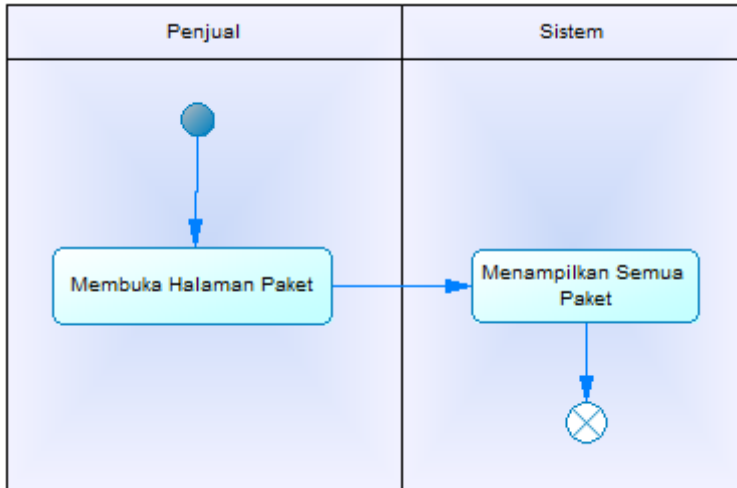 Penjual
Sistem
Membuka Halaman Paket
Menampilkan Semua
Paket